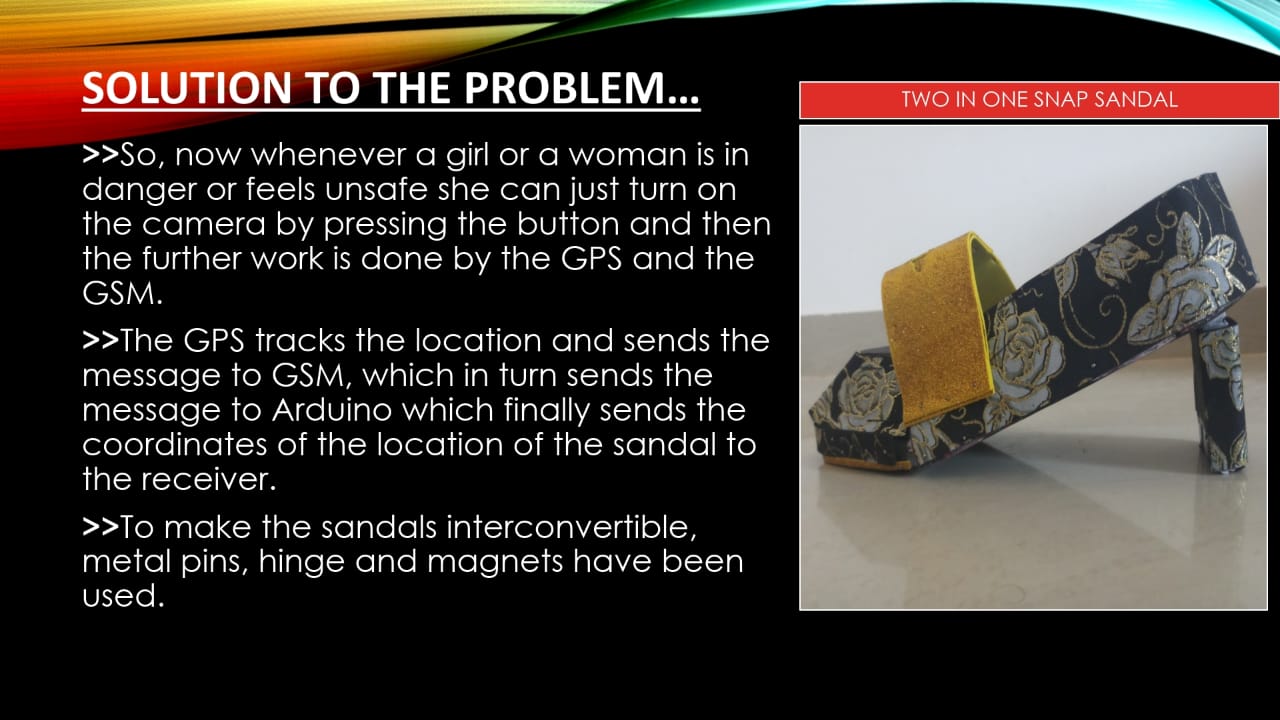 SOLUTION TO THE PROBLEM...
TWO IN ONE SNAP SANDAL
>>So, now whenever a girl or a woman is in
danger or feels unsafe she can just turn on
the camera by pressing the button and then
the further work is done by the GPS and the
GSM.
>>The GPS tracks the location and sends the
message to GSM, which in turn sends the
message to Arduino which finally sends the
coordinates of the location of the sandal to
the receiver.
>>To make the sandals interconvertible,
metal pins, hinge and magnets have been
used.